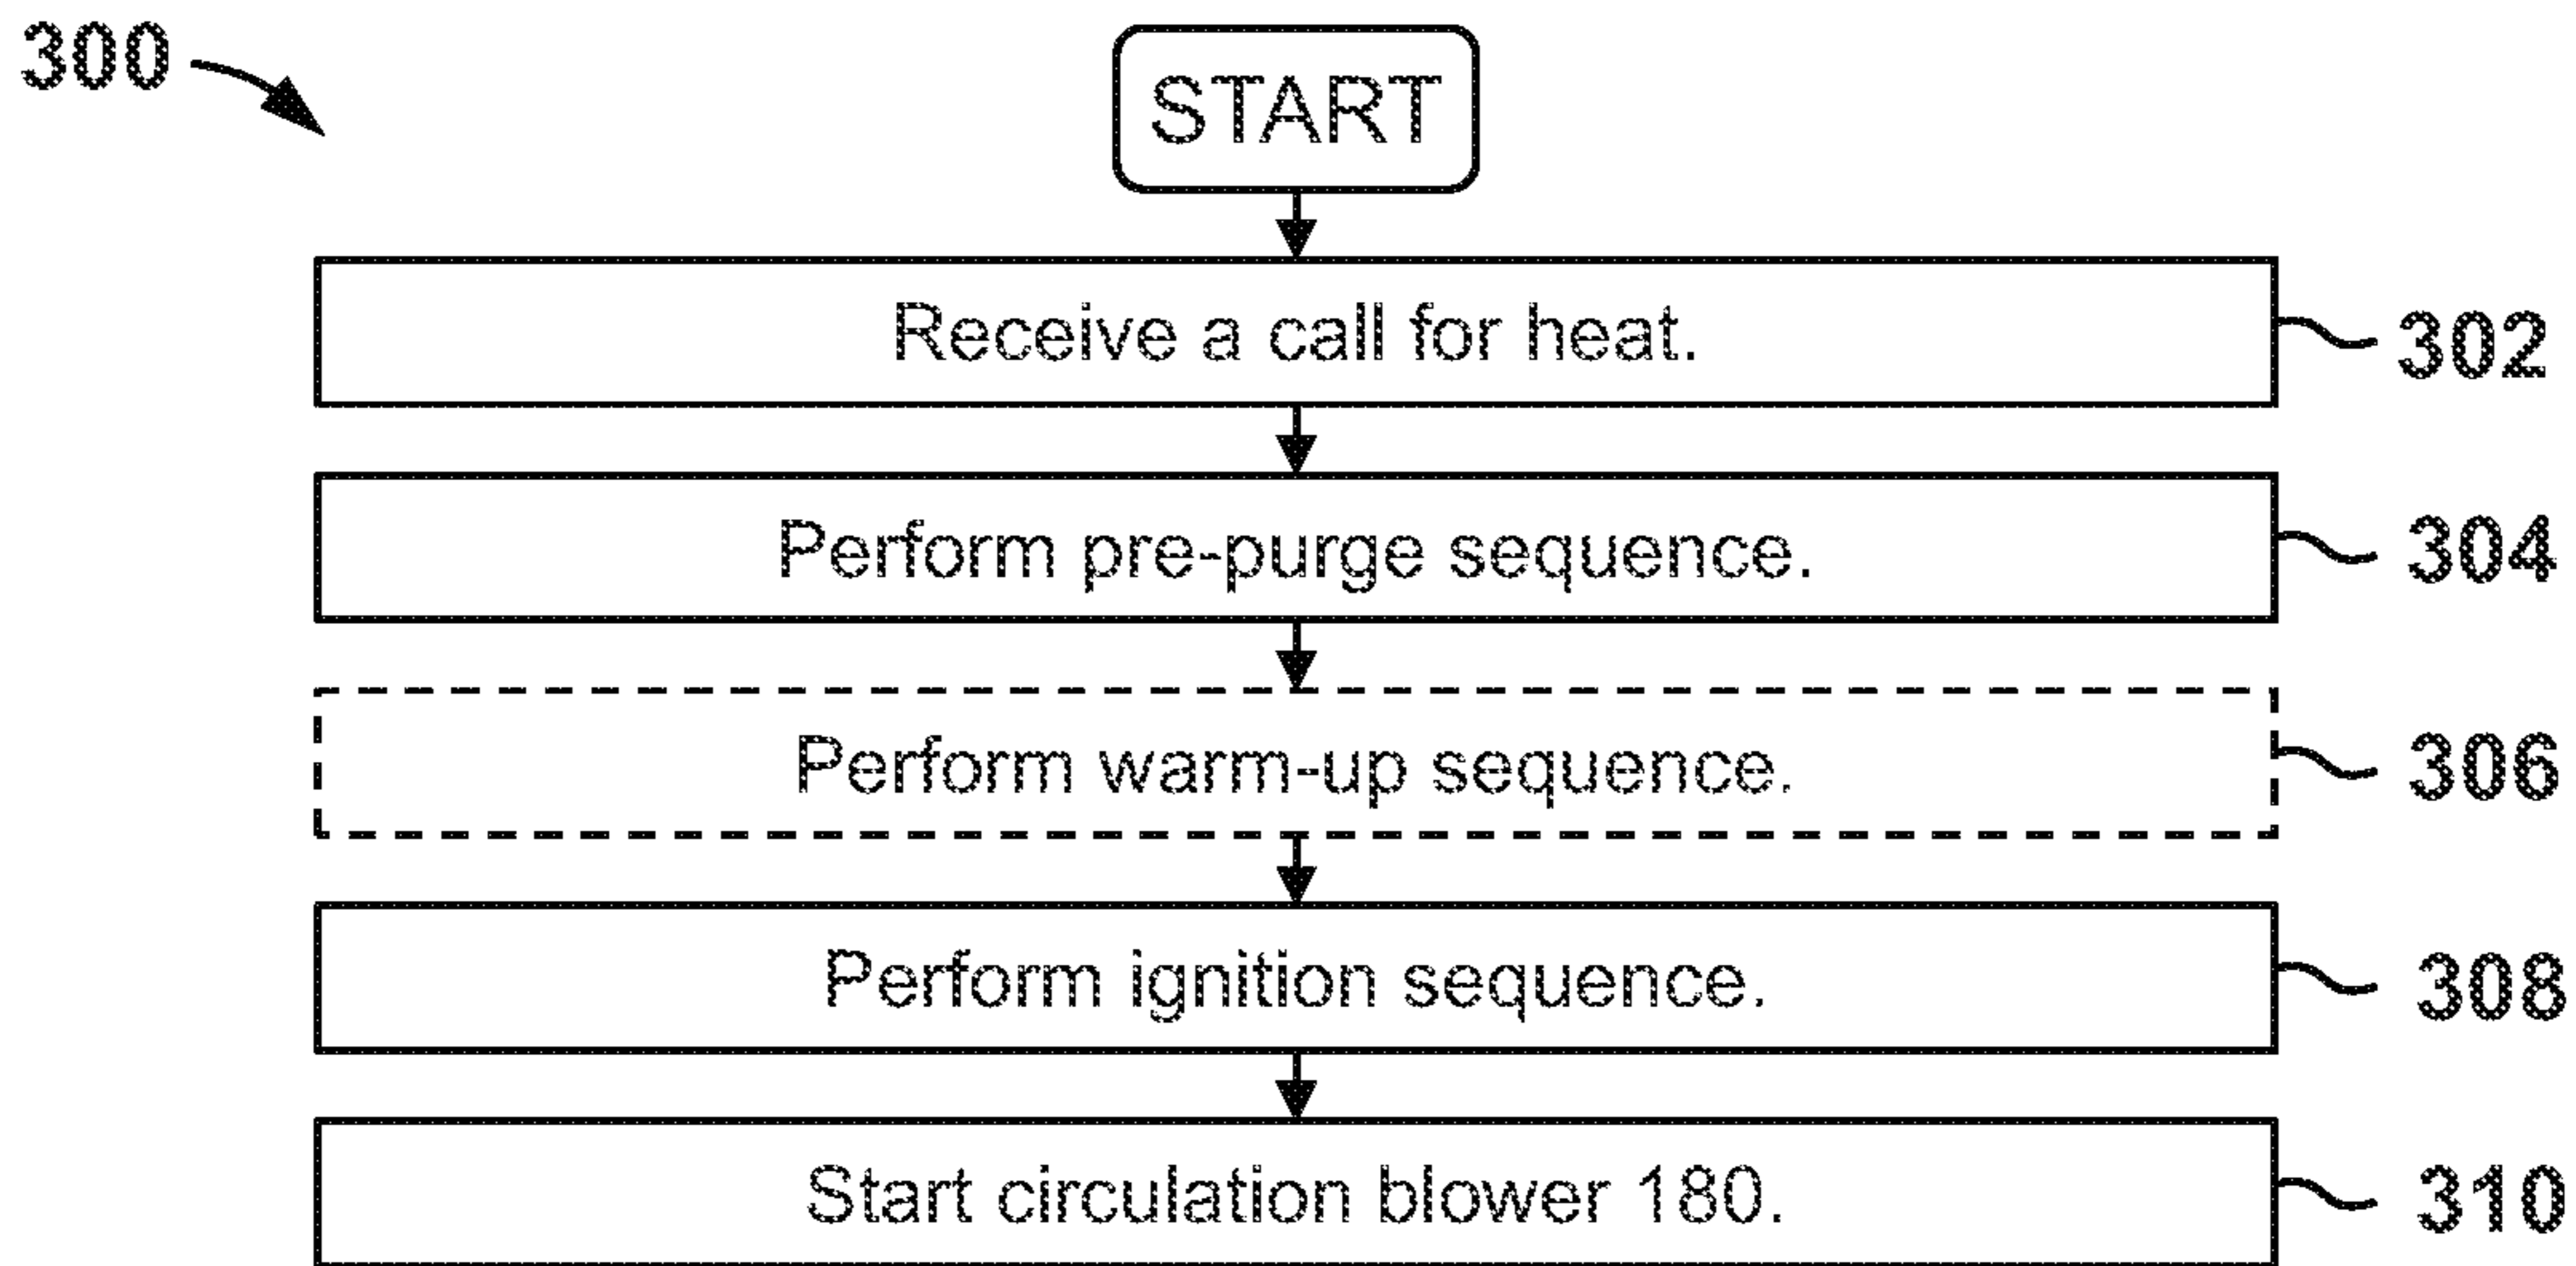 300
START
Receive a call for heat.
302
Perform pre-purge sequence.
304
Perform warm-up sequence.
306
Perform ignition sequence.
308
Start circulation blower 180.
310